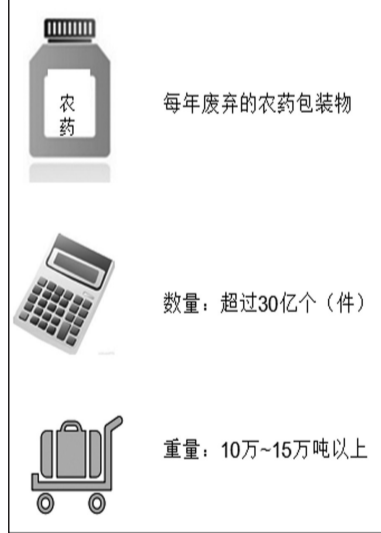 农
药
每年废弃的农药包装物
数量：超过30亿个（件）
重量：10万~15万吨以上